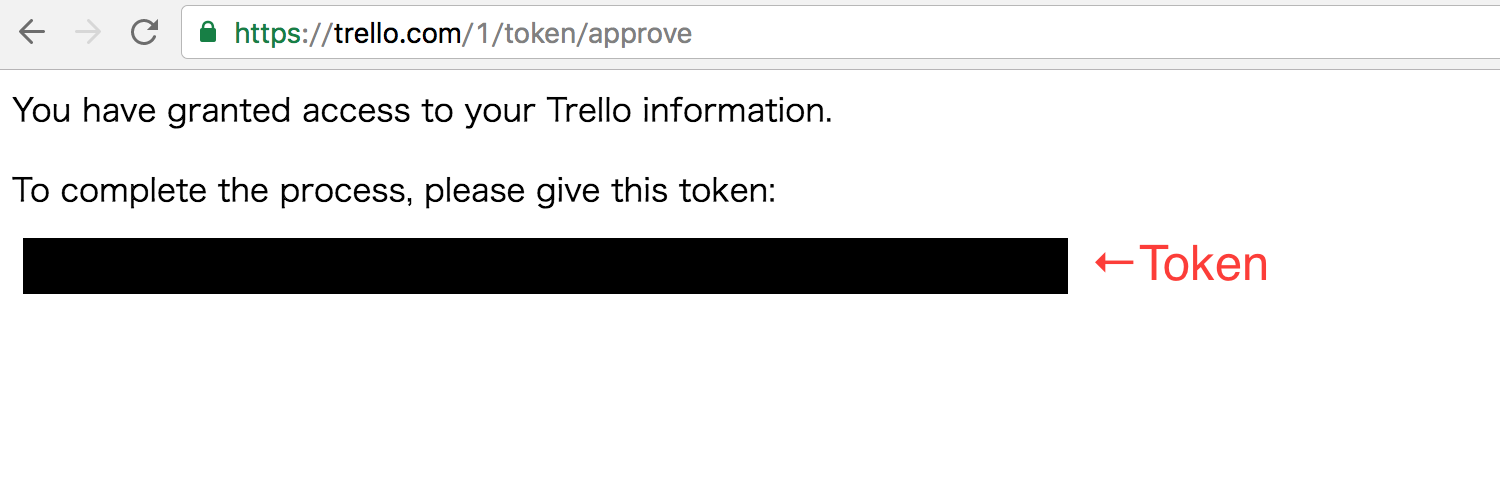 https://trello.com/1/token/approve
You have granted access to your Trello information.
To complete the process, please give this token:
←Token